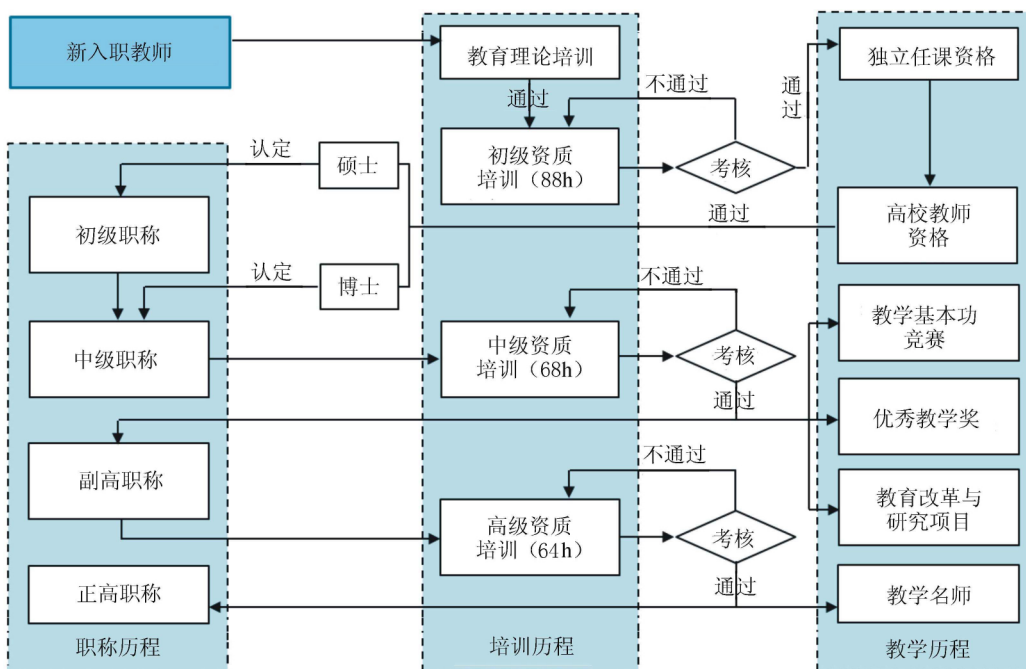 新入职教师
教育理论培训
独立任课资格
通过
不通过
通过
初级资质
培训（88h）
考核
认定
硕士
通过
高校教师
资格
初级职称
认定
博士
不通过
教学基本功
竞赛
中级职称
中级资质
培训（68h）
考核
通过
优秀教学奖
副高职称
不通过
教育改革与
研究项目
高级资质
培训（64h）
考核
正高职称
通过
教学名师
职称历程
培训历程
教学历程